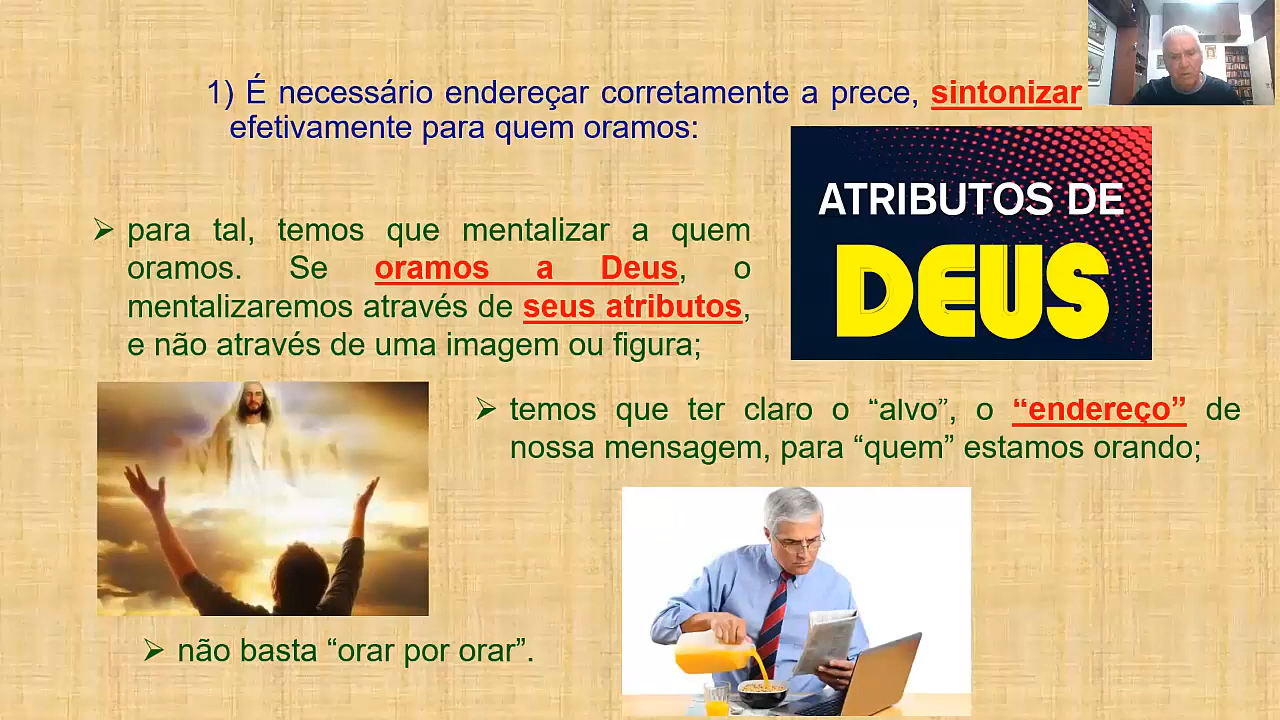 1) É necessário endereçar corretamente a prece, sintonizar
efetivamente para quem oramos:
ATRIBUTOS DE
DEUS
➢ para tal, temos que mentalizar a quem
oramos. Se oramos a Deus, o
mentalizaremos através de seus atributos,
e não através de uma imagem ou figura;
➢ temos que ter claro o “alvo”, o “endereço” de
nossa mensagem, para “quem” estamos orando;
➢ não basta “orar por orar”.